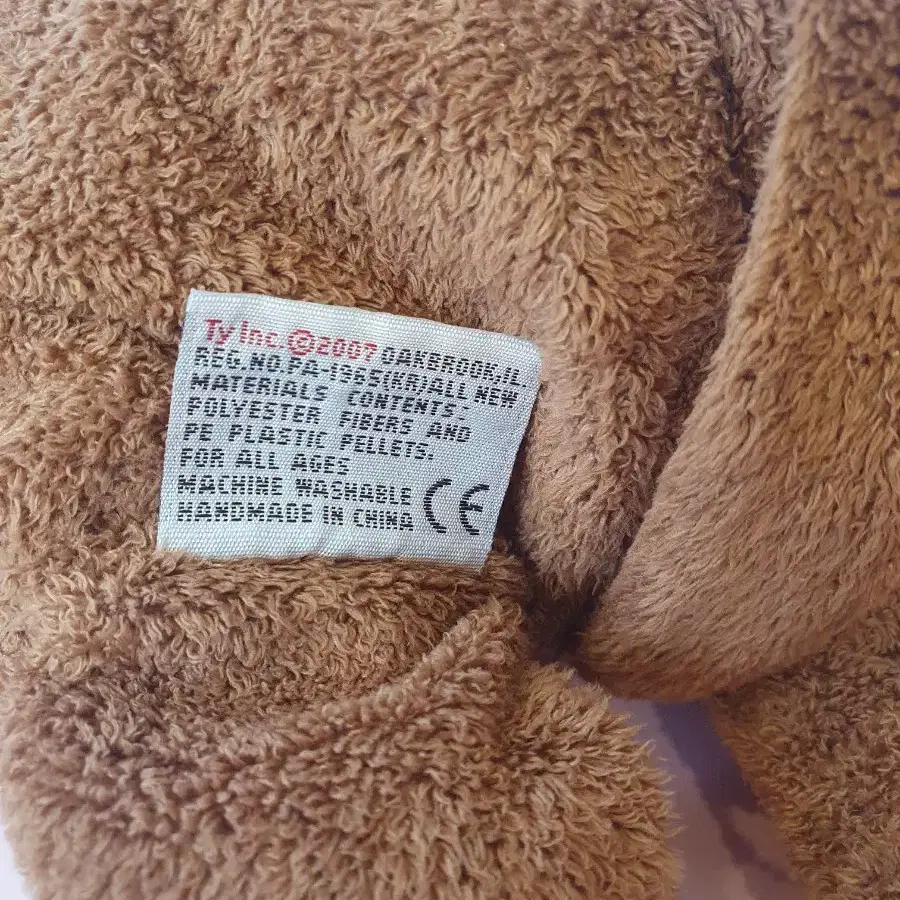 Ty Inc ©2007 OAKBROOK,IL.
REG.NO.PA-1965(KR)ALL NEW
MATERIALS CONTENTS-
POLYESTER FIBERS AND
PE PLASTIC PELLETS.
FOR ALL AGES
MACHINE WASHABLE
HANDMADE IN CHINA CE